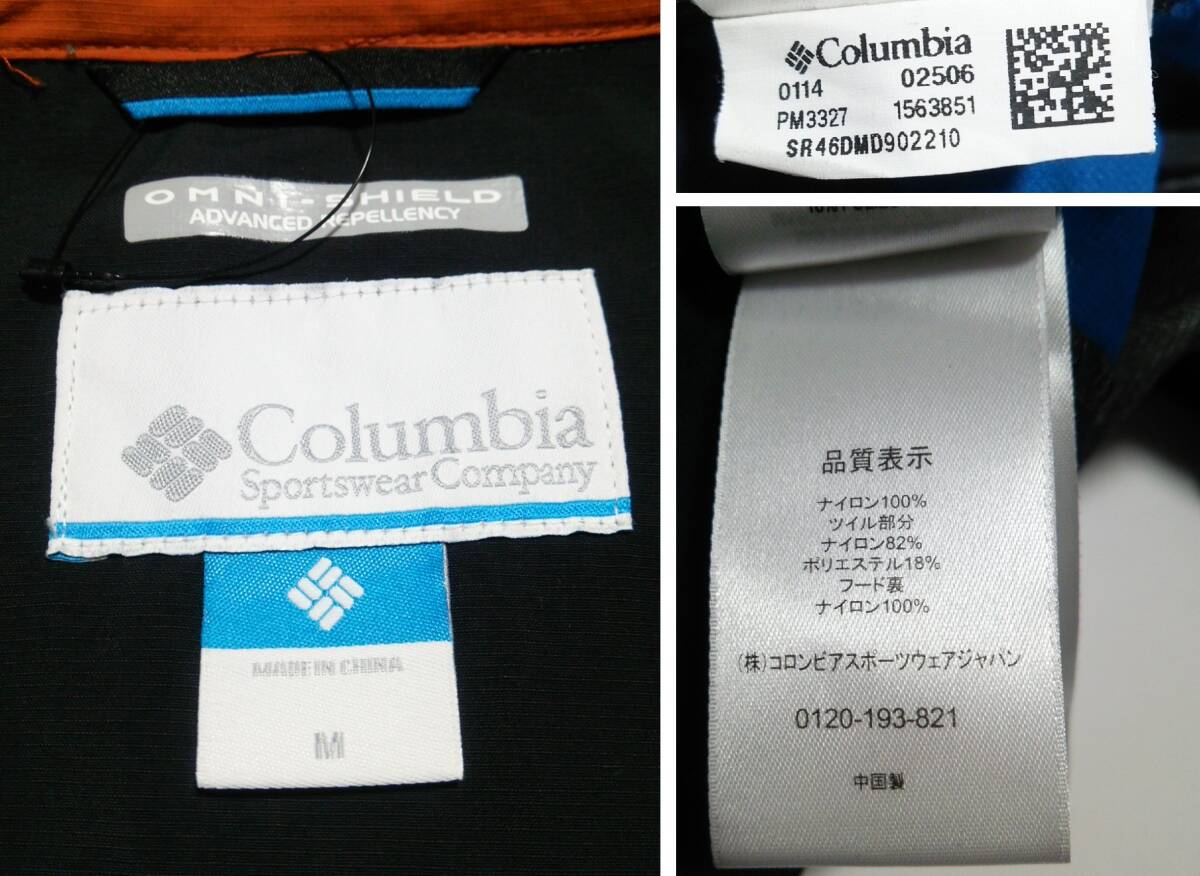 OMNI-SHIELD
ADVANCED REPELLENCY
Columbia
Sportswear Company
MADE IN CHINA
M
Columbia
0114 02506
PM3327 1563851
SR46DMD902210
品質表示
ナイロン100%
ツイル部分
ナイロン82%
ポリエステル18%
フード裏
ナイロン100%
(株)コロンビアスポーツウェアジャパン
0120-193-821
中国製